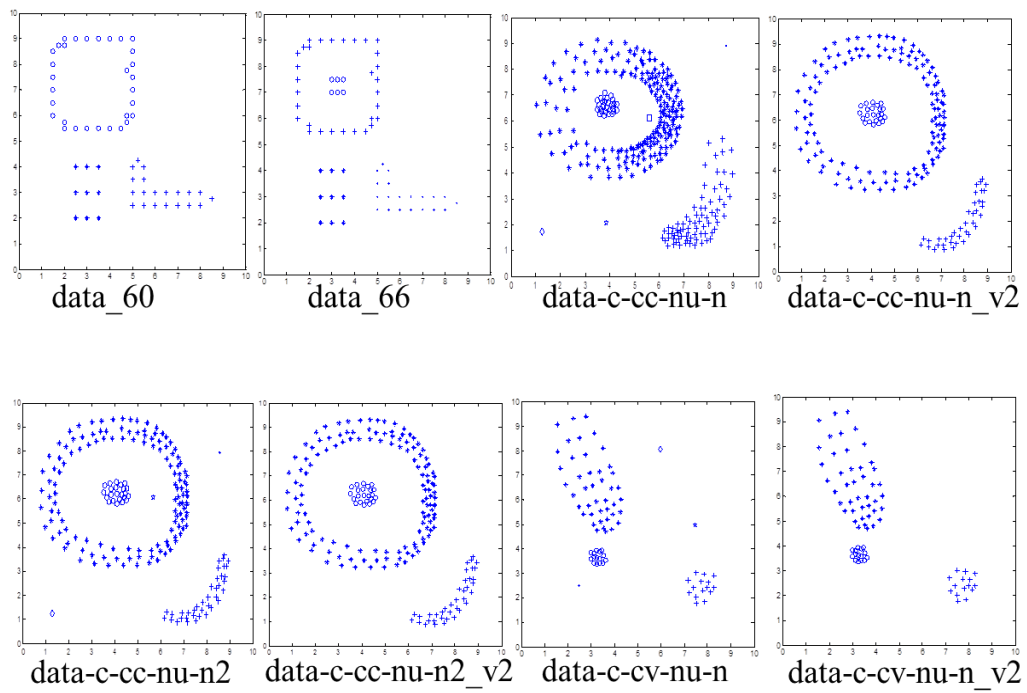 data_60
data_66
data-c-cc-nu-n
data-c-cc-nu-n_v2
data-c-cc-nu-n2
data-c-cc-nu-n2_v2
data-c-cv-nu-n
data-c-cv-nu-n_v2